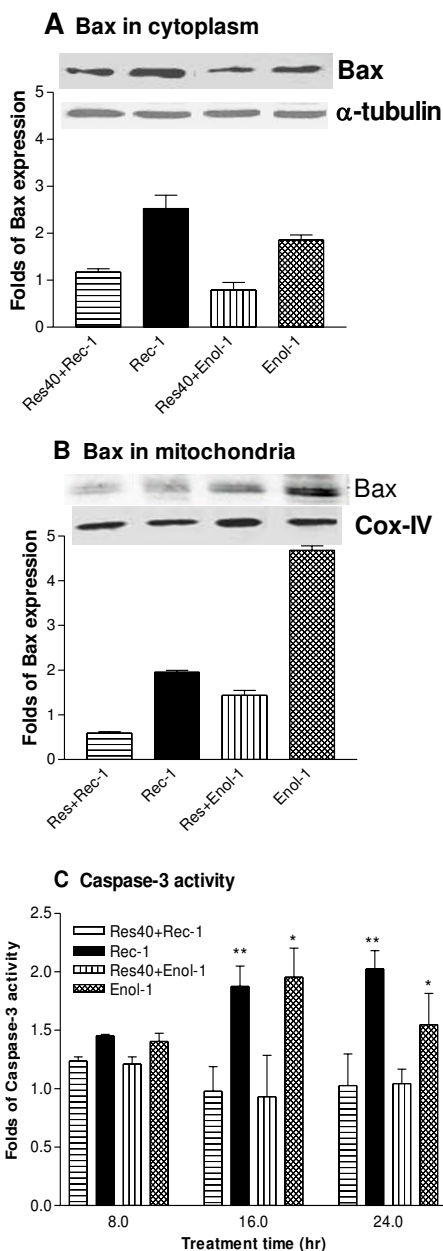 A Bax in cytoplasm
Bax
α-tubulin
Folds of Bax expression
5
4
3
2
1
0
Res40+Rec-1
Rec-1
Res40+Enol-1
Enol-1
B Bax in mitochondria
Bax
Cox-IV
Folds of Bax expression
5
4
3
2
1
0
Res+Rec-1
Rec-1
Res+Enol-1
Enol-1
C Caspase-3 activity
Folds of Caspase-3 activity
2.5
2.0
1.5
1.0
0.5
0.0
Res40+Rec-1
Rec-1
Res40+Enol-1
Enol-1
** * ** *
8.0 16.0 24.0
Treatment time (hr)